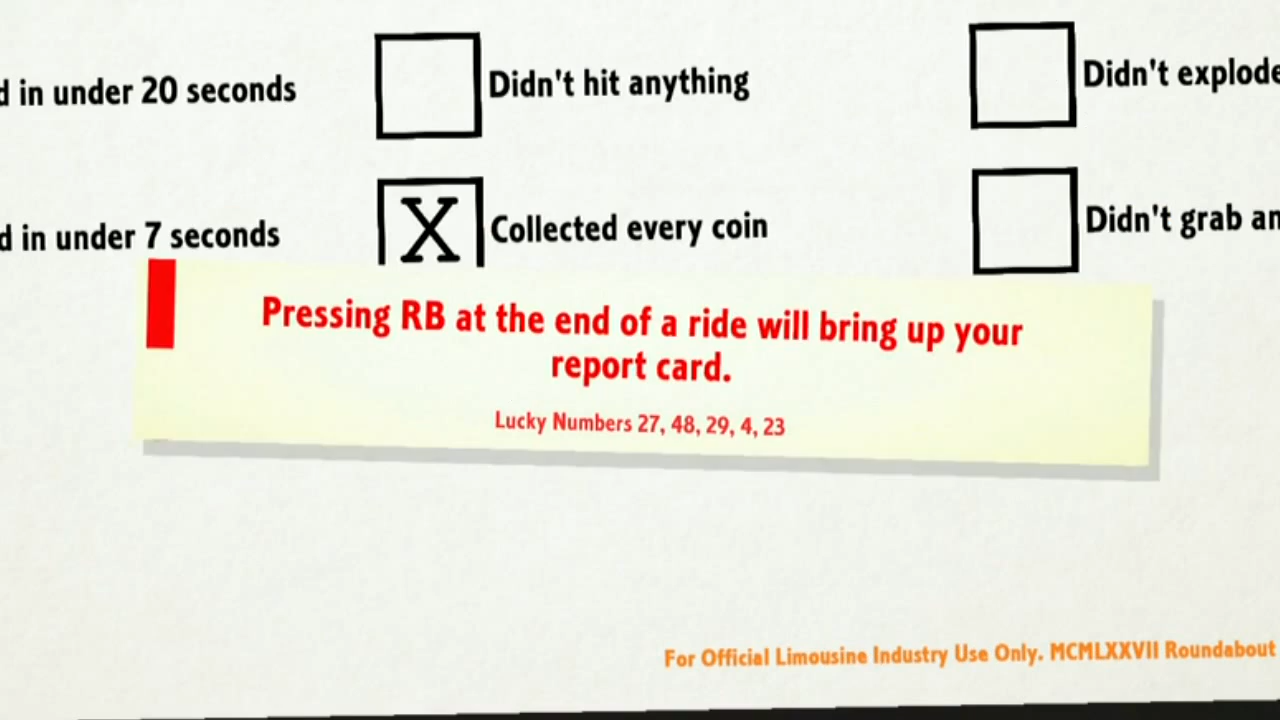 d in under 20 seconds Didn't hit anything Didn't explode
d in under 7 seconds X Collected every coin Didn't grab an
Pressing RB at the end of a ride will bring up your
report card.
Lucky Numbers 27, 48, 29, 4, 23
For Official Limousine Industry Use Only. MCMLXXVII Roundabout